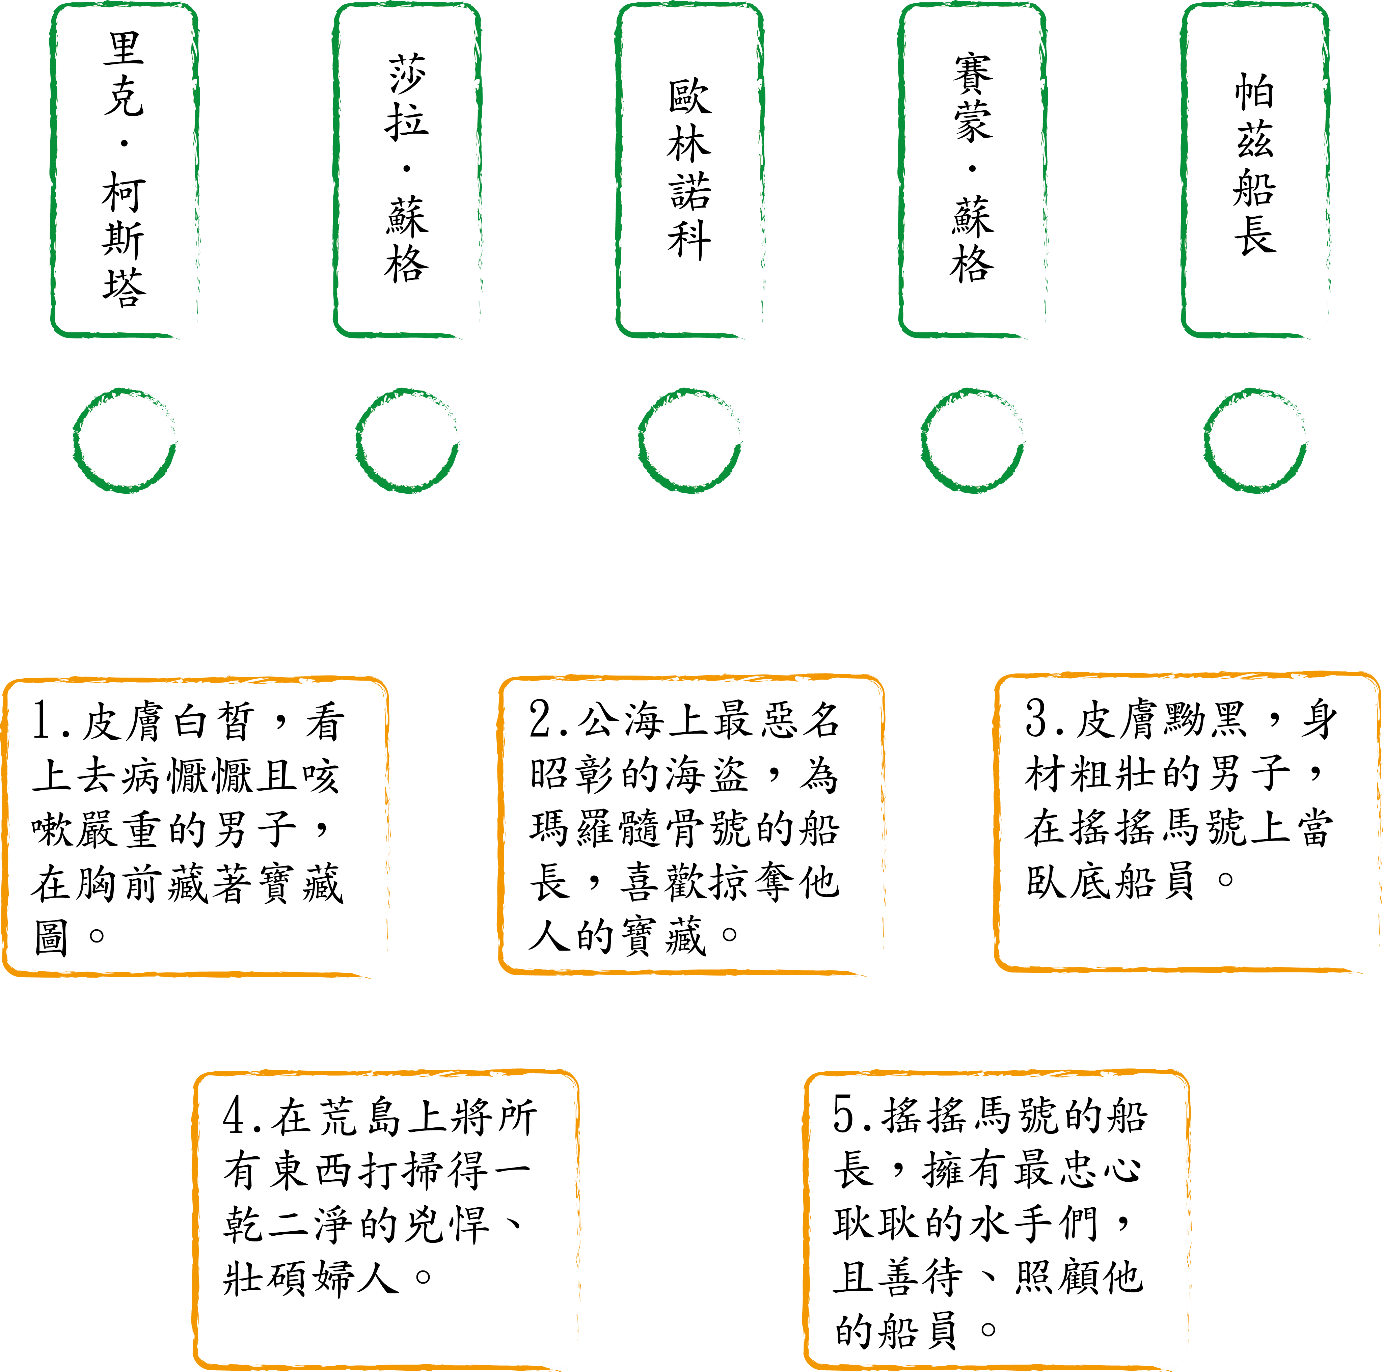 里克．柯斯塔
莎拉．蘇格
歐林諾科
賽蒙．蘇格
帕茲船長
1.皮膚白皙，看
上去病懨懨且咳
嗽嚴重的男子，
在胸前藏著寶藏
圖。
2.公海上最惡名
昭彰的海盜，為
瑪羅髓骨號的船
長，喜歡掠奪他
人的寶藏。
3.皮膚黝黑，身
材粗壯的男子，
在搖搖馬號上當
臥底船員。
4.在荒島上將所
有東西打掃得一
乾二淨的兇悍、
壯碩婦人。
5.搖搖馬號的船
長，擁有最忠心
耿耿的水手們，
且善待、照顧他
的船員。